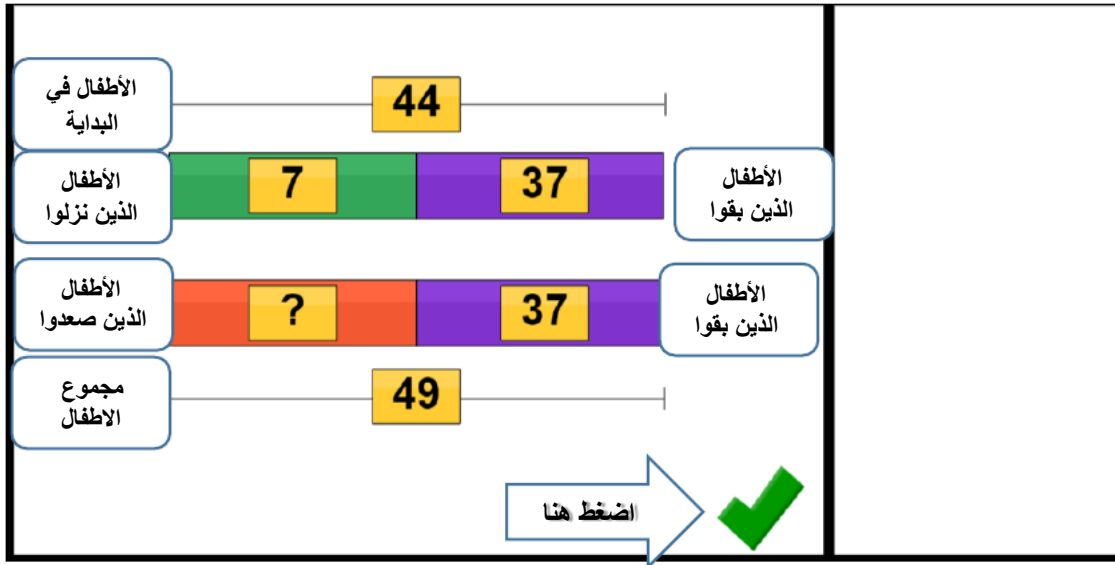 الأطفال في
البداية
44
الأطفال
الذين نزلوا
7
37
الأطفال
الذين بقوا
الأطفال
الذين صعدوا
?
37
الأطفال
الذين بقوا
مجموع
الاطفال
49
اضغط هنا